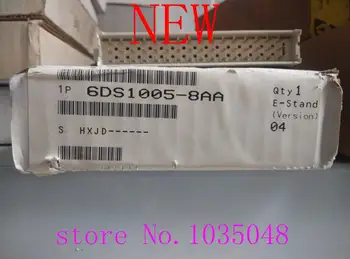 NEW
1P 6DS1005-8AA
Qty 1
E-Stand
(Version)
04
S HXJD------
store No.1035048